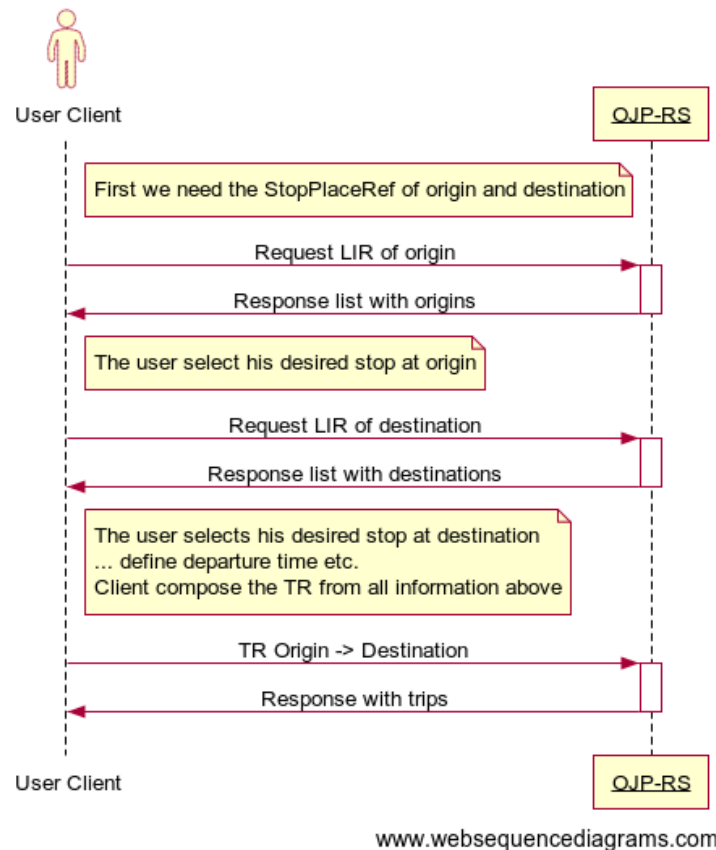 User Client
OJP-RS
First we need the StopPlaceRef of origin and destination
Request LIR of origin
Response list with origins
The user select his desired stop at origin
Request LIR of destination
Response list with destinations
The user selects his desired stop at destination
... define departure time etc.
Client compose the TR from all information above
TR Origin -> Destination
Response with trips
User Client
OJP-RS
www.websequencediagrams.com